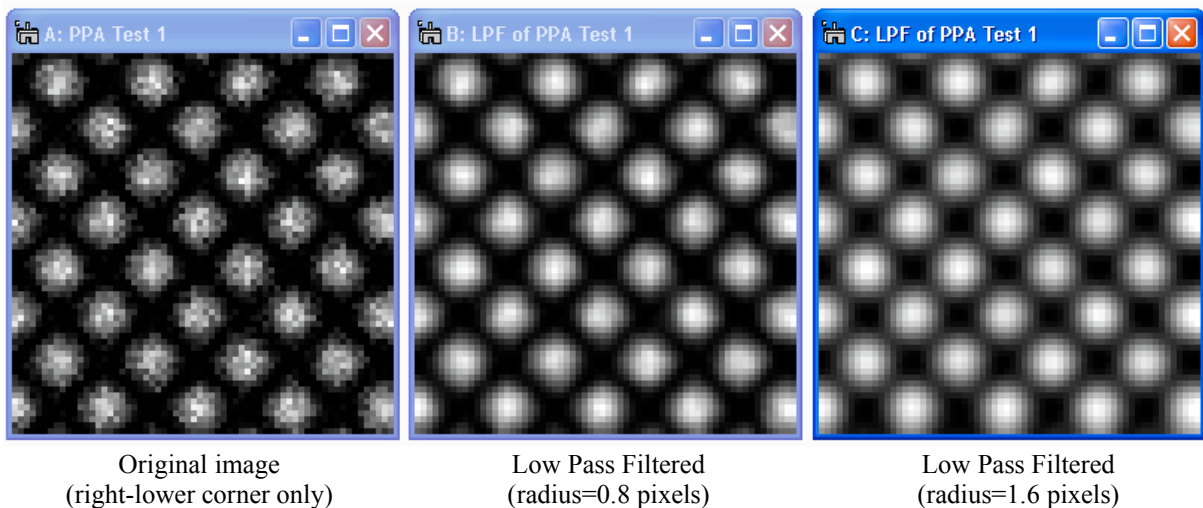 A: PPA Test 1
B: LPF of PPA Test 1
C: LPF of PPA Test 1
Original image
(right-lower corner only)
Low Pass Filtered
(radius=0.8 pixels)
Low Pass Filtered
(radius=1.6 pixels)